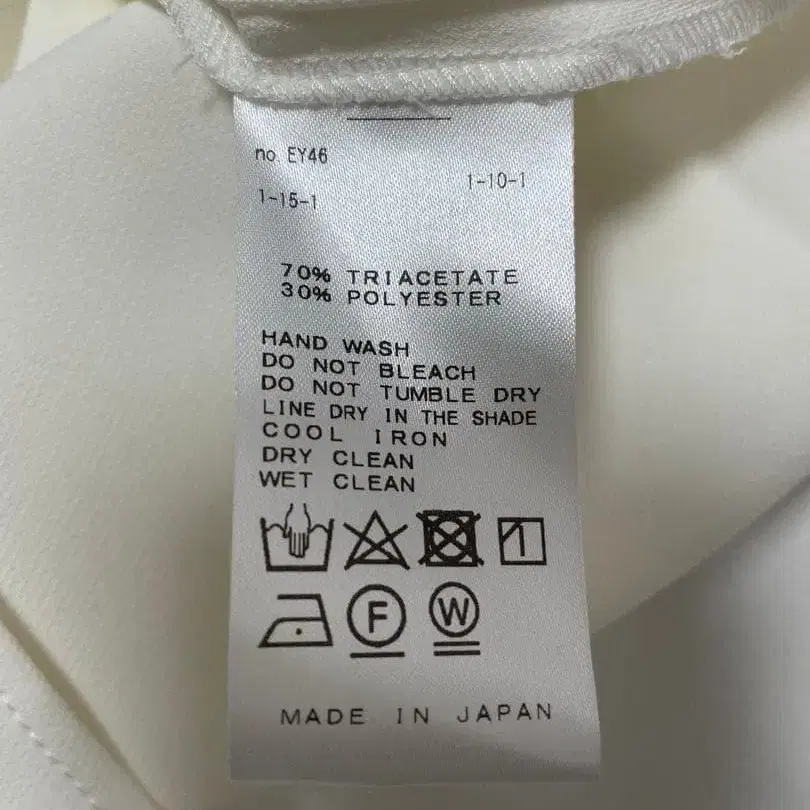 no EY46
1-10-1
1-15-1
70% TRIACETATE
30% POLYESTER
HAND WASH
DO NOT BLEACH
DO NOT TUMBLE DRY
LINE DRY IN THE SHADE
COOL IRON
DRY CLEAN
WET CLEAN
F W
MADE IN JAPAN